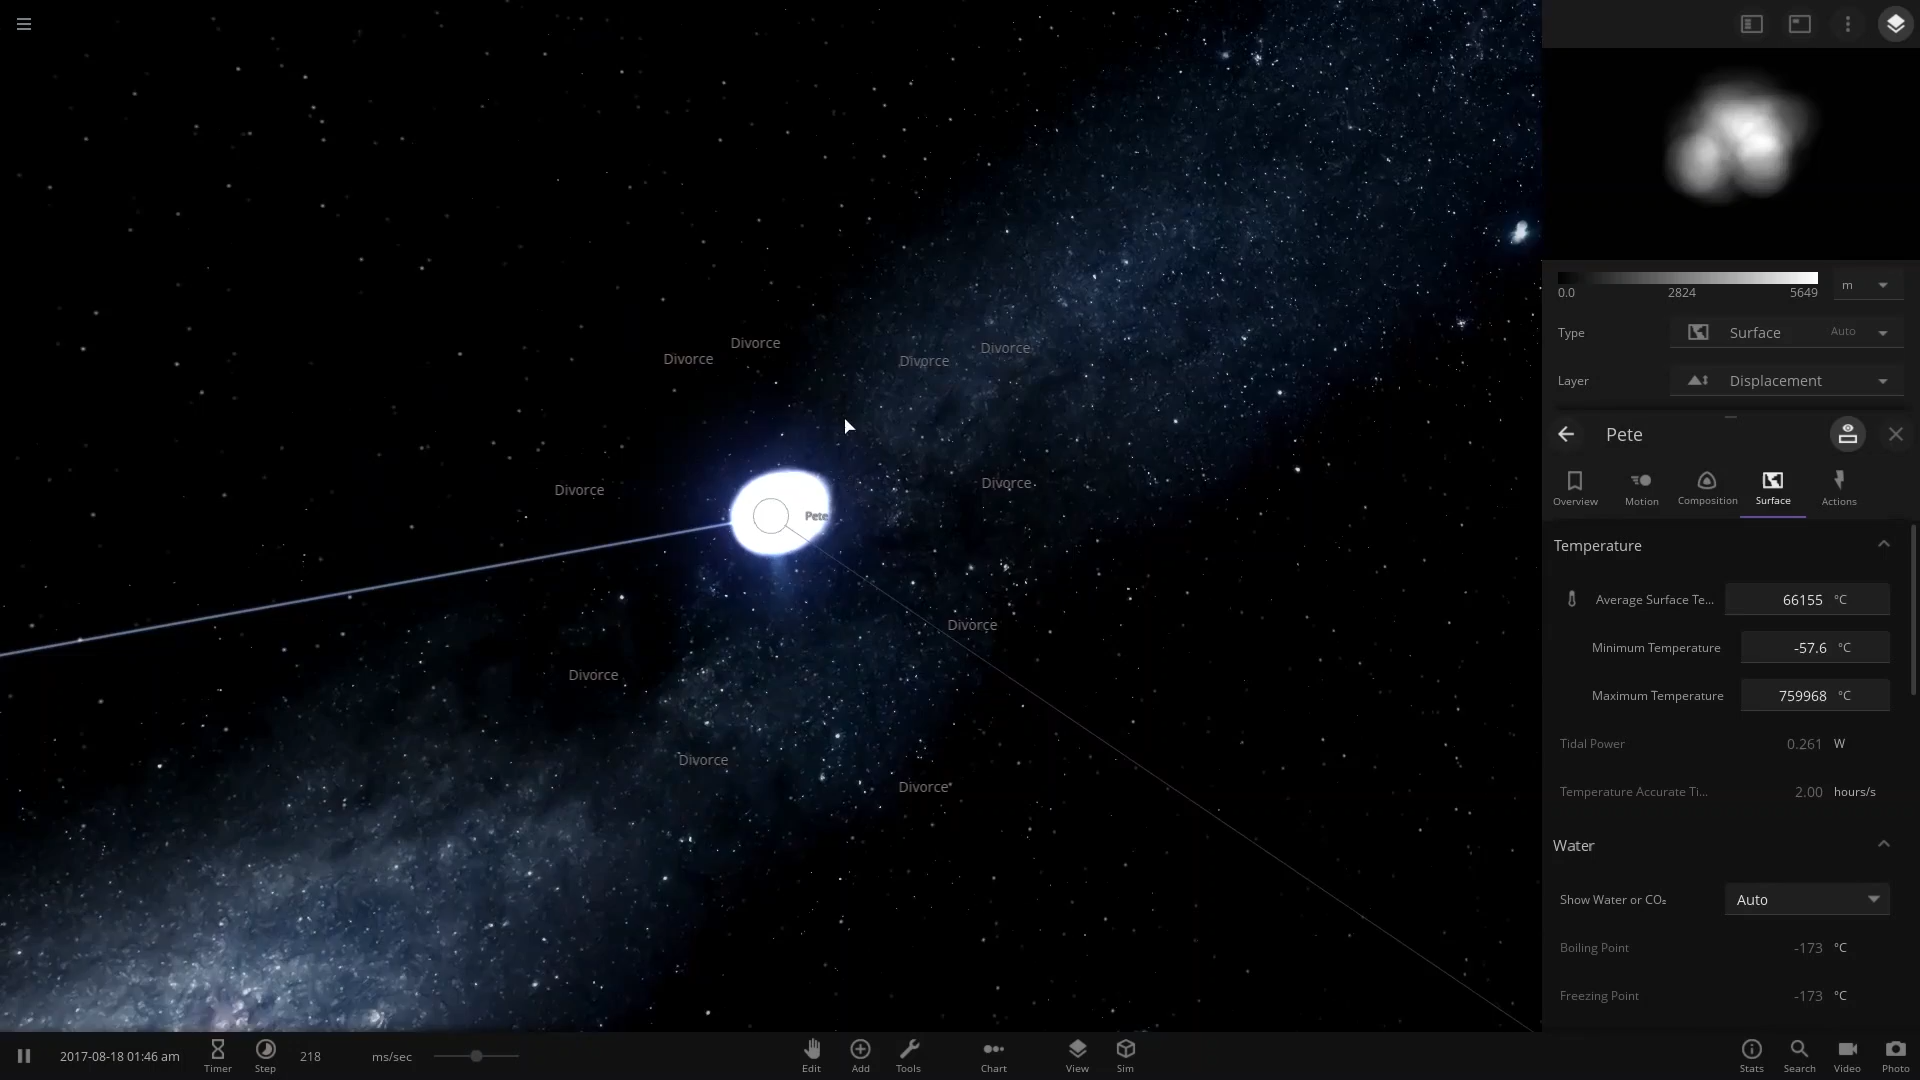 0.0
2824
5649
m
Type
Surface
Auto
Layer
Displacement
Pete
Overview
Motion
Composition
Surface
Actions
Temperature
Average Surface Te...
66155 °C
Minimum Temperature
-57.6 °C
Maximum Temperature
759968 °C
Tidal Power
0.261 W
Temperature Accurate Ti...
2.00 hours/s
Water
Show Water or CO₂
Auto
Boiling Point
-173 °C
Freezing Point
-173 °C
Divorce
Divorce
Divorce
Divorce
Divorce
Divorce
Pete
Divorce
Divorce
Divorce
Divorce
2017-08-18 01:46 am
Timer
Step
218
ms/sec
Edit
Add
Tools
Chart
View
Sim
Stats
Search
Video
Photo